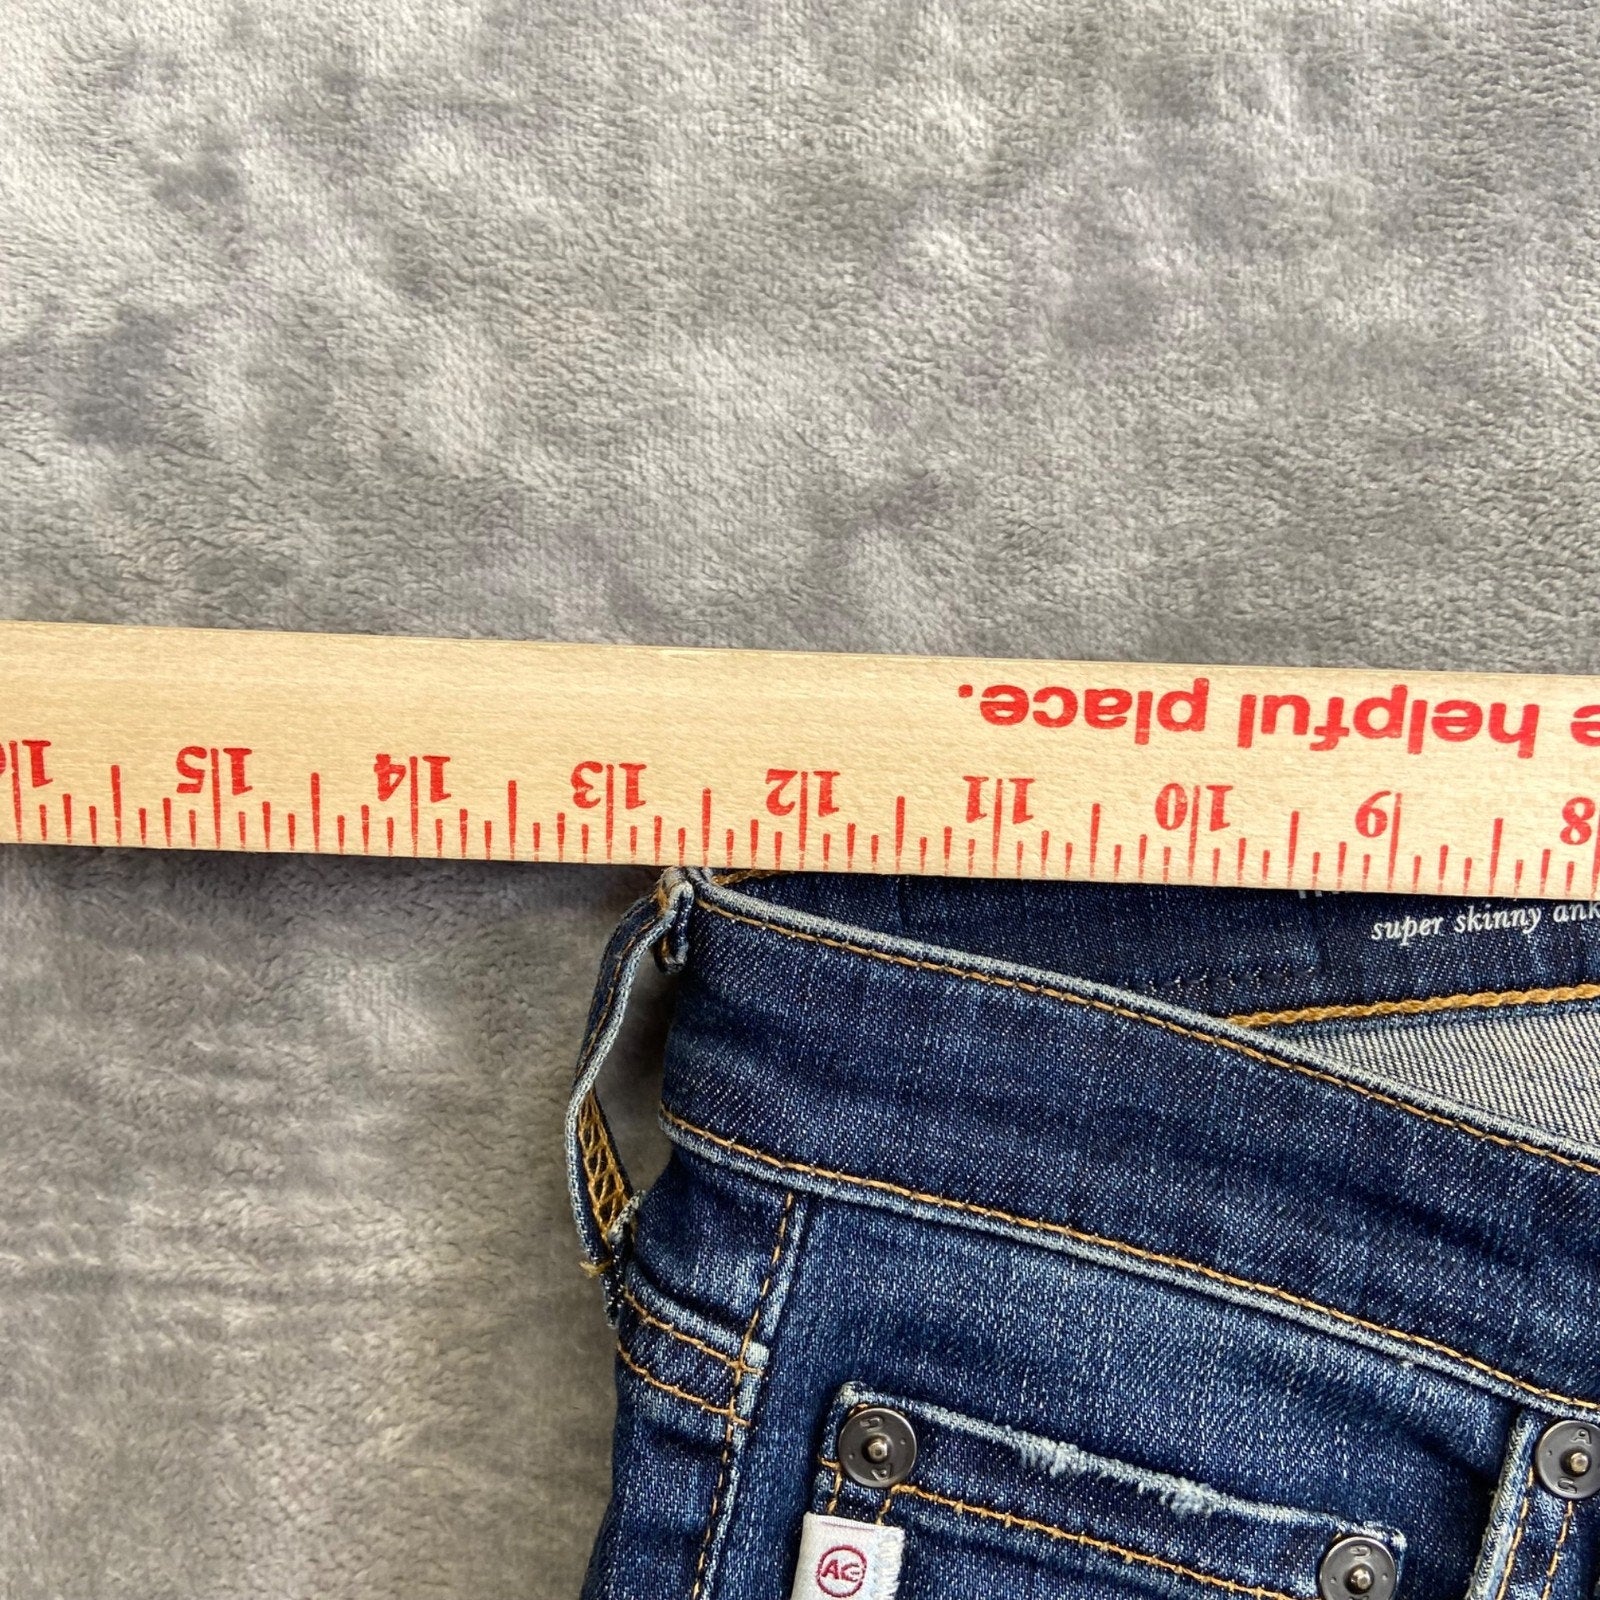 e helpful place.
8 9 10 11 12 13 14 15 16
super skinny ank
AG